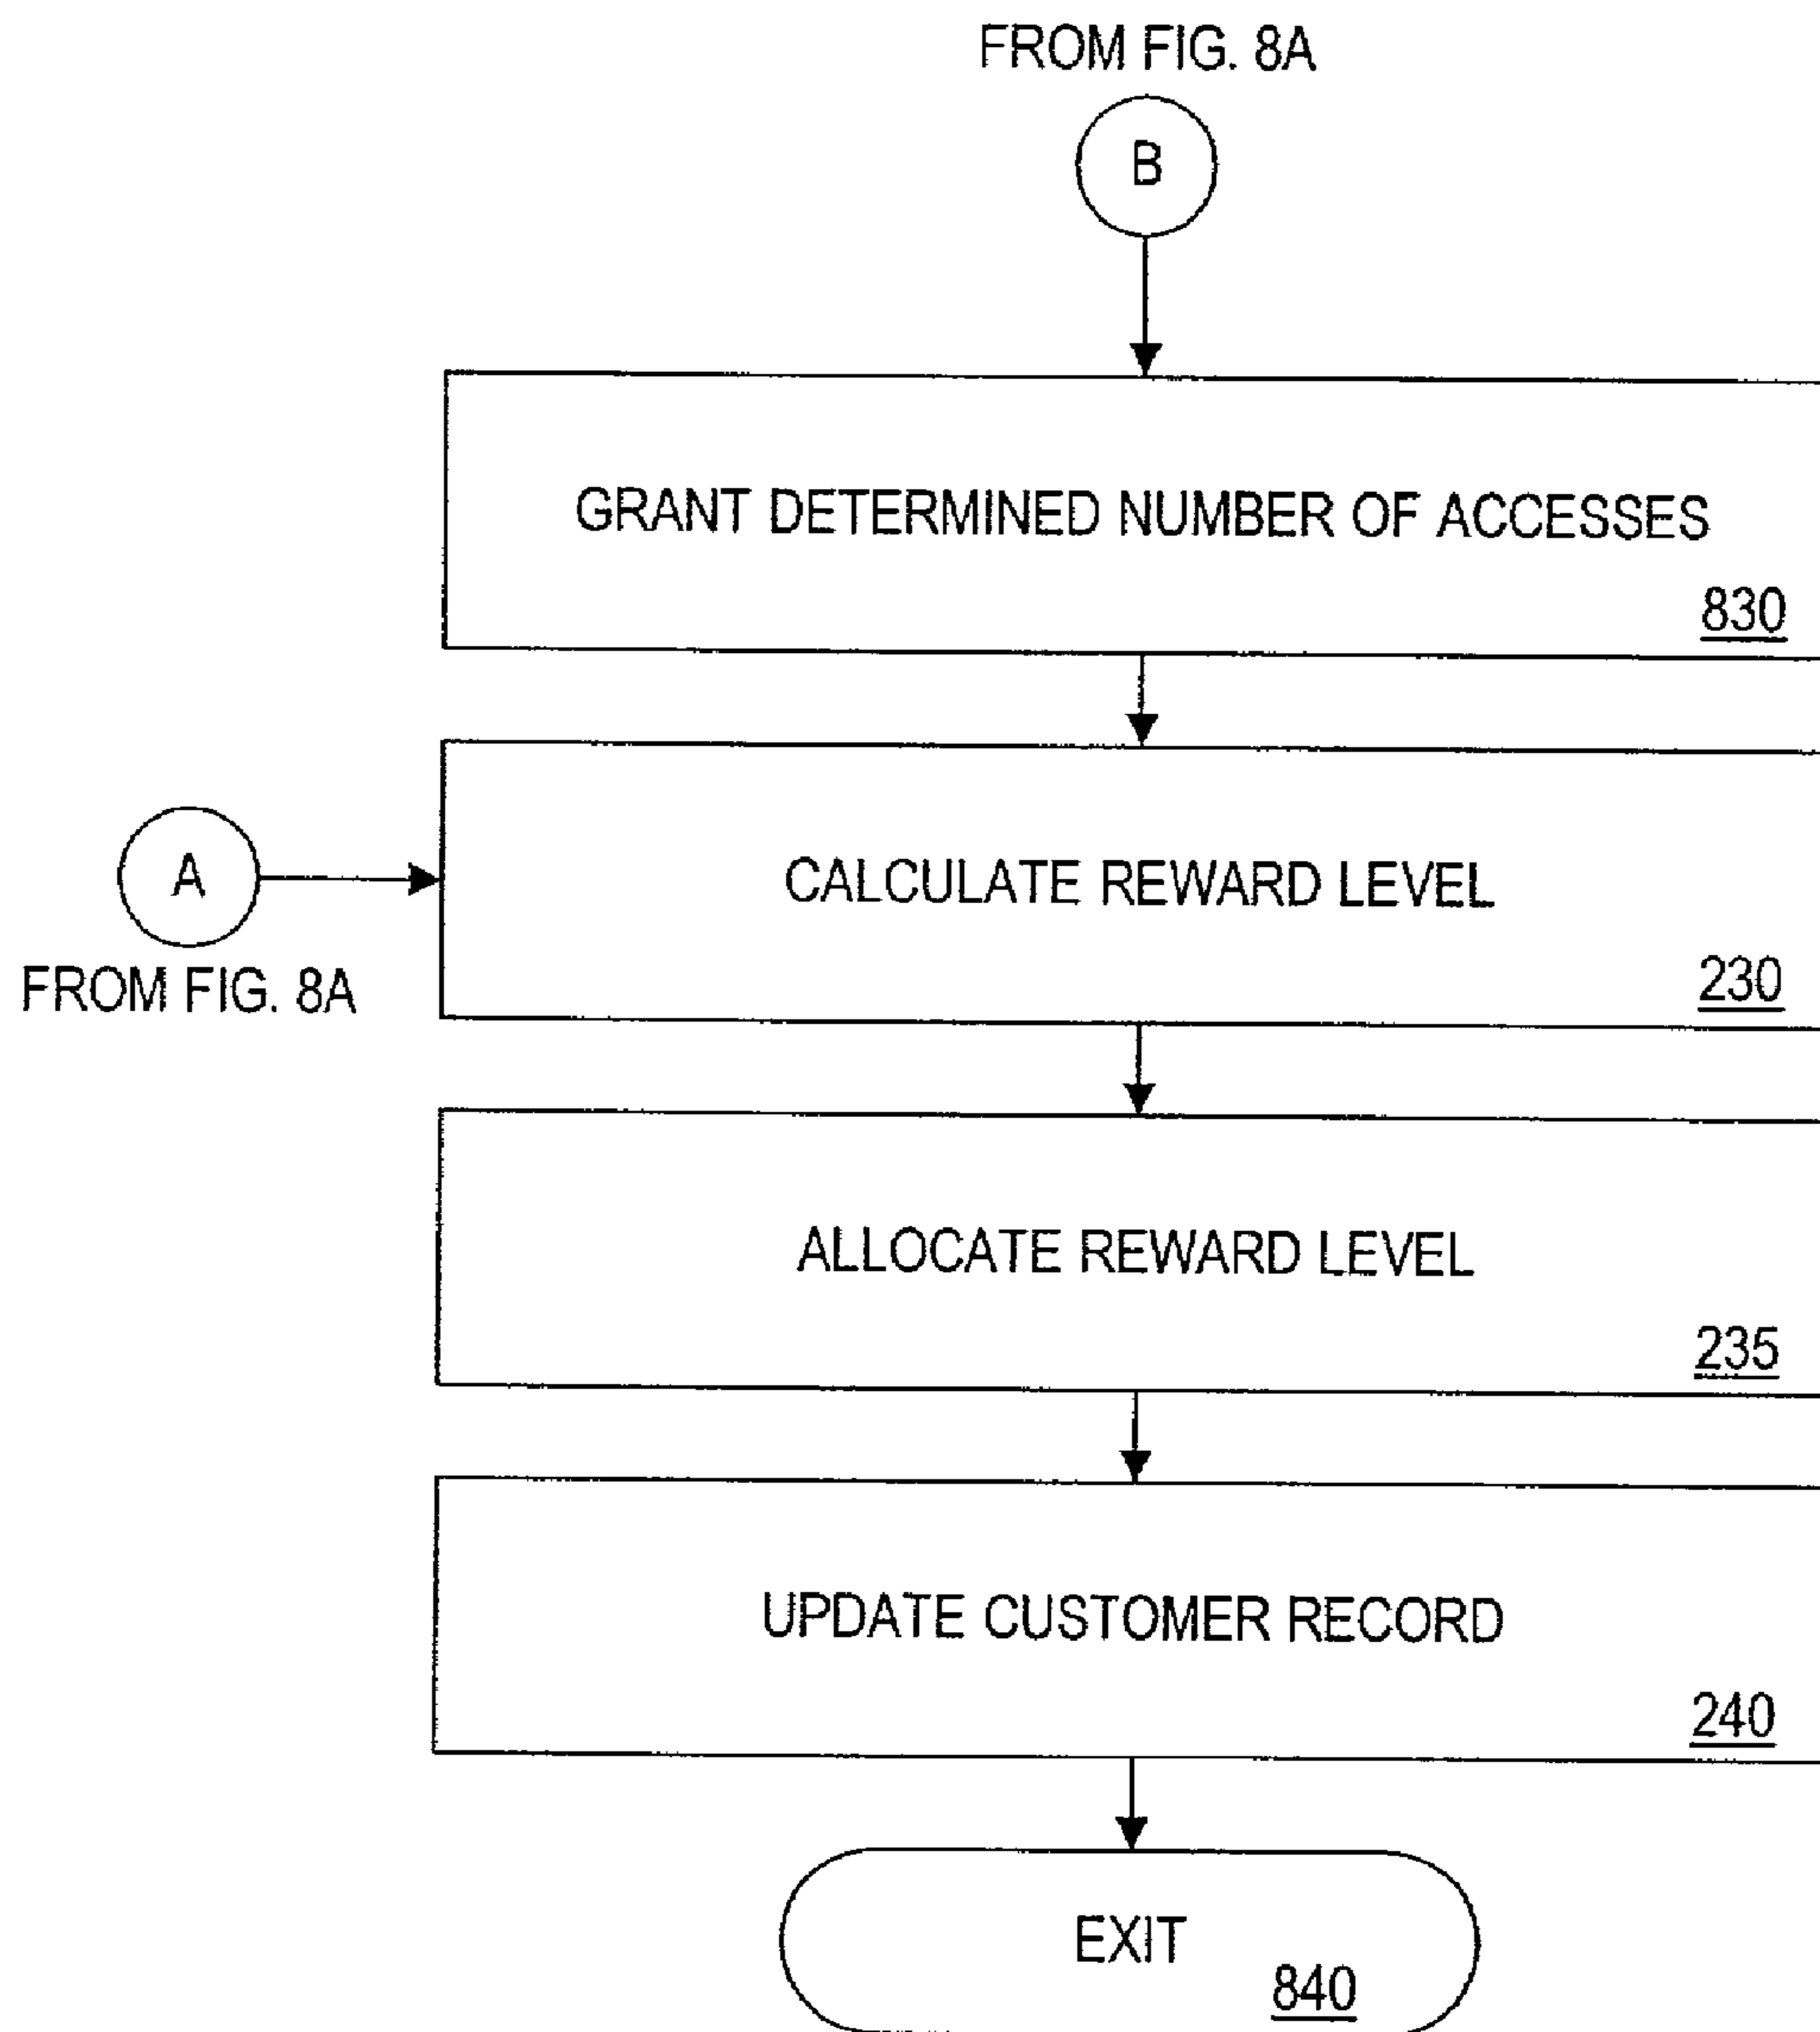 FROM FIG. 8A
B
GRANT DETERMINED NUMBER OF ACCESSES
830
A
FROM FIG. 8A
CALCULATE REWARD LEVEL
230
ALLOCATE REWARD LEVEL
235
UPDATE CUSTOMER RECORD
240
EXIT
840